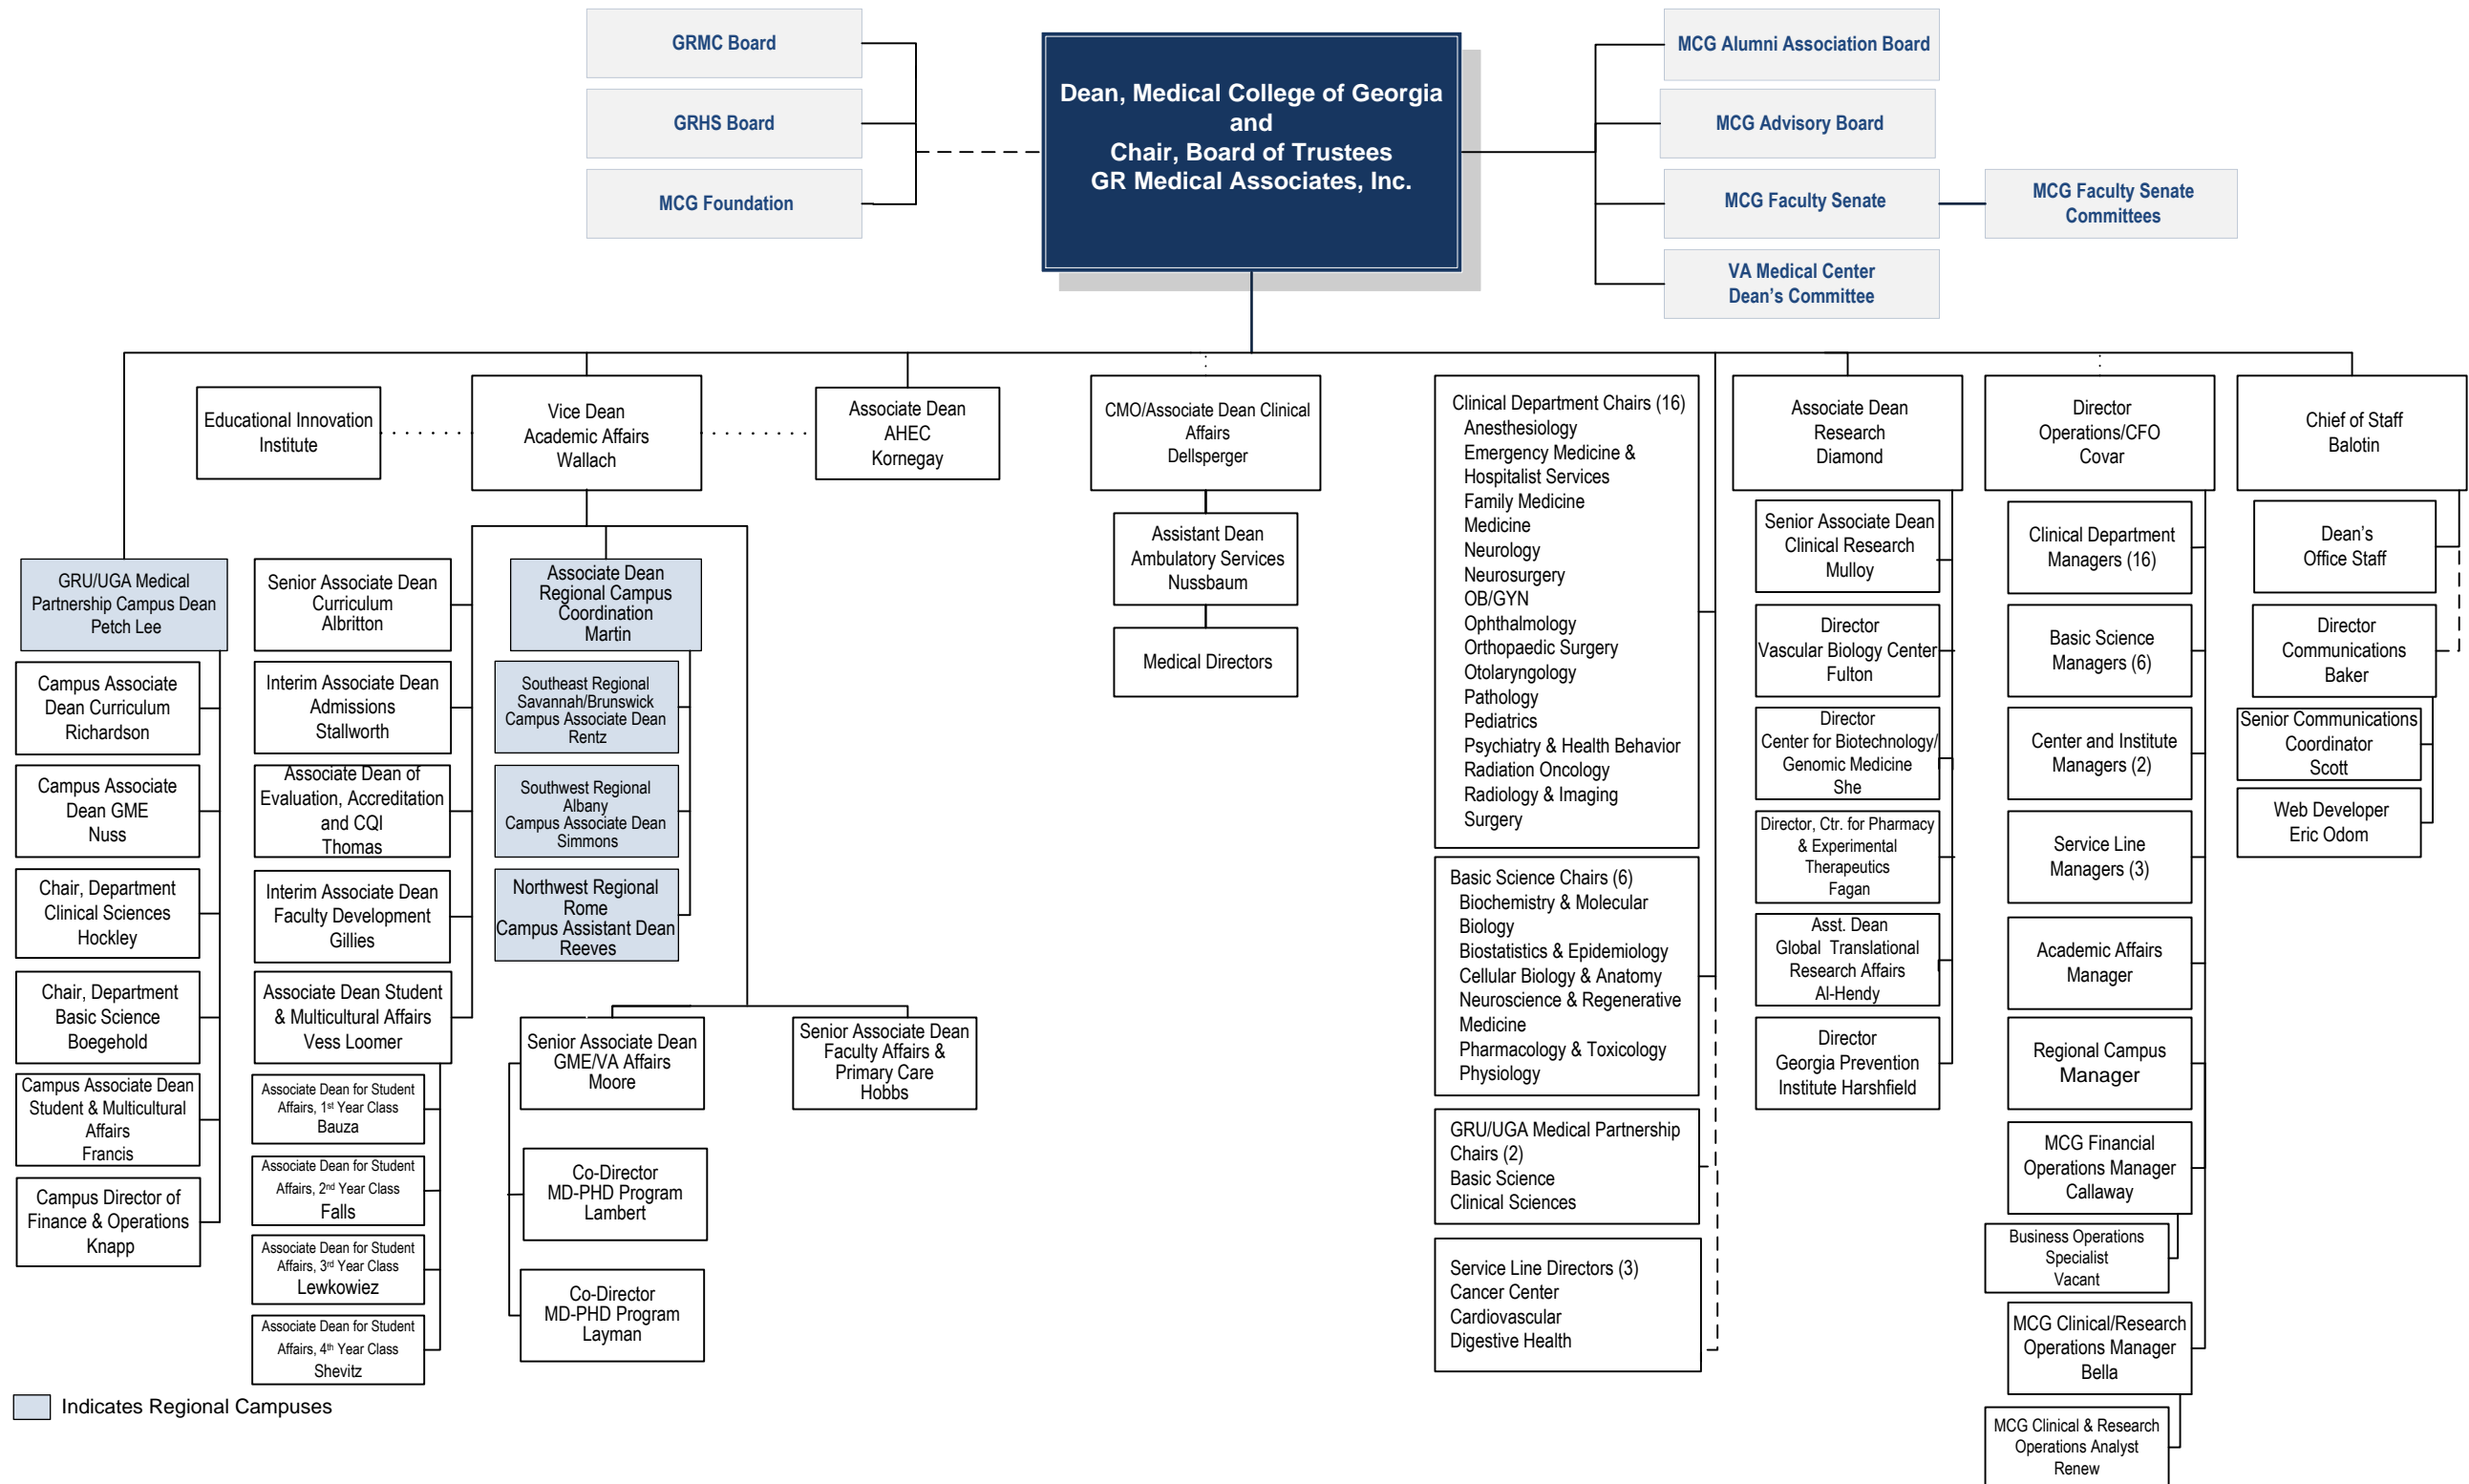 GRMC Board
GRHS Board
MCG Foundation
Dean, Medical College of Georgia
and
Chair, Board of Trustees
GR Medical Associates, Inc.
MCG Alumni Association Board
MCG Advisory Board
MCG Faculty Senate
MCG Faculty Senate
Committees
VA Medical Center
Dean's Committee
Educational Innovation
Institute
Vice Dean
Academic Affairs
Wallach
Associate Dean
AHEC
Kornegay
CMO/Associate Dean Clinical
Affairs
Dellsperger
Assistant Dean
Ambulatory Services
Nussbaum
Medical Directors
GRU/UGA Medical
Partnership Campus Dean
Petch Lee
Campus Associate
Dean Curriculum
Richardson
Campus Associate
Dean GME
Nuss
Chair, Department
Clinical Sciences
Hockley
Chair, Department
Basic Science
Boegehold
Campus Associate Dean
Student & Multicultural
Affairs
Francis
Campus Director of
Finance & Operations
Knapp
Senior Associate Dean
Curriculum
Albritton
Interim Associate Dean
Admissions
Stallworth
Associate Dean of
Evaluation, Accreditation
and CQI
Thomas
Interim Associate Dean
Faculty Development
Gillies
Associate Dean Student
& Multicultural Affairs
Vess Loomer
Associate Dean for Student
Affairs, 1st Year Class
Bauza
Associate Dean for Student
Affairs, 2nd Year Class
Falls
Associate Dean for Student
Affairs, 3rd Year Class
Lewkowiez
Associate Dean for Student
Affairs, 4th Year Class
Shevitz
Associate Dean
Regional Campus
Coordination
Martin
Southeast Regional
Savannah/Brunswick
Campus Associate Dean
Rentz
Southwest Regional
Albany
Campus Associate Dean
Simmons
Northwest Regional
Rome
Campus Assistant Dean
Reeves
Senior Associate Dean
GME/VA Affairs
Moore
Co-Director
MD-PHD Program
Lambert
Co-Director
MD-PHD Program
Layman
Senior Associate Dean
Faculty Affairs &
Primary Care
Hobbs
Clinical Department Chairs (16)
Anesthesiology
Emergency Medicine &
Hospitalist Services
Family Medicine
Medicine
Neurology
Neurosurgery
OB/GYN
Ophthalmology
Orthopaedic Surgery
Otolaryngology
Pathology
Pediatrics
Psychiatry & Health Behavior
Radiation Oncology
Radiology & Imaging
Surgery
Basic Science Chairs (6)
Biochemistry & Molecular
Biology
Biostatistics & Epidemiology
Cellular Biology & Anatomy
Neuroscience & Regenerative
Medicine
Pharmacology & Toxicology
Physiology
GRU/UGA Medical Partnership
Chairs (2)
Basic Science
Clinical Sciences
Service Line Directors (3)
Cancer Center
Cardiovascular
Digestive Health
Associate Dean
Research
Diamond
Senior Associate Dean
Clinical Research
Mulloy
Director
Vascular Biology Center
Fulton
Director
Center for Biotechnology/
Genomic Medicine
She
Director, Ctr. for Pharmacy
& Experimental
Therapeutics
Fagan
Asst. Dean
Global Translational
Research Affairs
Al-Hendy
Director
Georgia Prevention
Institute Harshfield
Director
Operations/CFO
Covar
Clinical Department
Managers (16)
Basic Science
Managers (6)
Center and Institute
Managers (2)
Service Line
Managers (3)
Academic Affairs
Manager
Regional Campus
Manager
MCG Financial
Operations Manager
Callaway
Business Operations
Specialist
Vacant
MCG Clinical/Research
Operations Manager
Bella
MCG Clinical & Research
Operations Analyst
Renew
Chief of Staff
Balotin
Dean's
Office Staff
Director
Communications
Baker
Senior Communications
Coordinator
Scott
Web Developer
Eric Odom
Indicates Regional Campuses